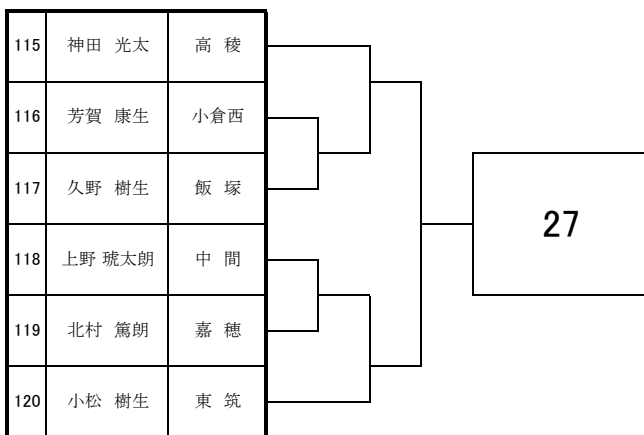 115 神田 光太 高 稜
116 芳賀 康生 小倉西
117 久野 樹生 飯 塚
118 上野 琥太朗 中 間
119 北村 篤朗 嘉 穂
120 小松 樹生 東 筑
27